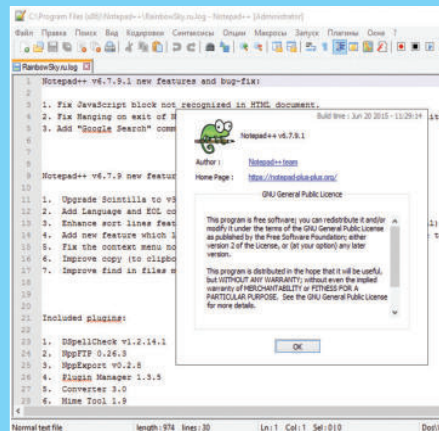 C:\Program Files (x86)\Notepad++\RainbowSky.ru.log - Notepad++ [Administrator]
Файл Правка Поиск Вид Кодировки Синтаксисы Опции Макросы Запуск Плагины Окна ?
RainbowSky.ru.log
1 Notepad++ v6.7.9.1 new features and bug-fix:
2
3 1. Fix JavaScript block not recognized in HTML document.
4 2. Fix Hanging on exit of N
5 3. Add "Google Search" comm
9 Notepad++ v6.7.9 new featur
11 1. Upgrade Scintilla to v3
12 2. Add Language and EOL co
13 3. Enhance sort lines feat
14 4. Add new feature which l
15 5. Fix the context menu no
16 6. Improve copy (to clipbo
17 7. Improve find in files m
21 Included plugins:
22
23 1. DSpellCheck v1.2.14.1
24 2. NppFTP 0.26.3
25 3. NppExport v0.2.8
26 4. Plugin Manager 1.3.5
27 5. Converter 3.0
28 6. Mime Tool 1.9
Build time : Jun 20 2015 - 11:29:14
Notepad++ v6.7.9.1
Author : Notepad++ team
Home Page : https://notepad-plus-plus.org/
GNU General Public Licence
This program is free software; you can redistribute it and/or
modify it under the terms of the GNU General Public License
as published by the Free Software Foundation; either
version 2 of the License, or (at your option) any later
version.
This program is distributed in the hope that it will be useful,
but WITHOUT ANY WARRANTY; without even the implied
warranty of MERCHANTABILITY or FITNESS FOR A
PARTICULAR PURPOSE. See the GNU General Public License
for more details.
OK
Normal text file length : 974 lines : 30 Ln : 1 Col : 1 Sel : 0 | 0 Dos\